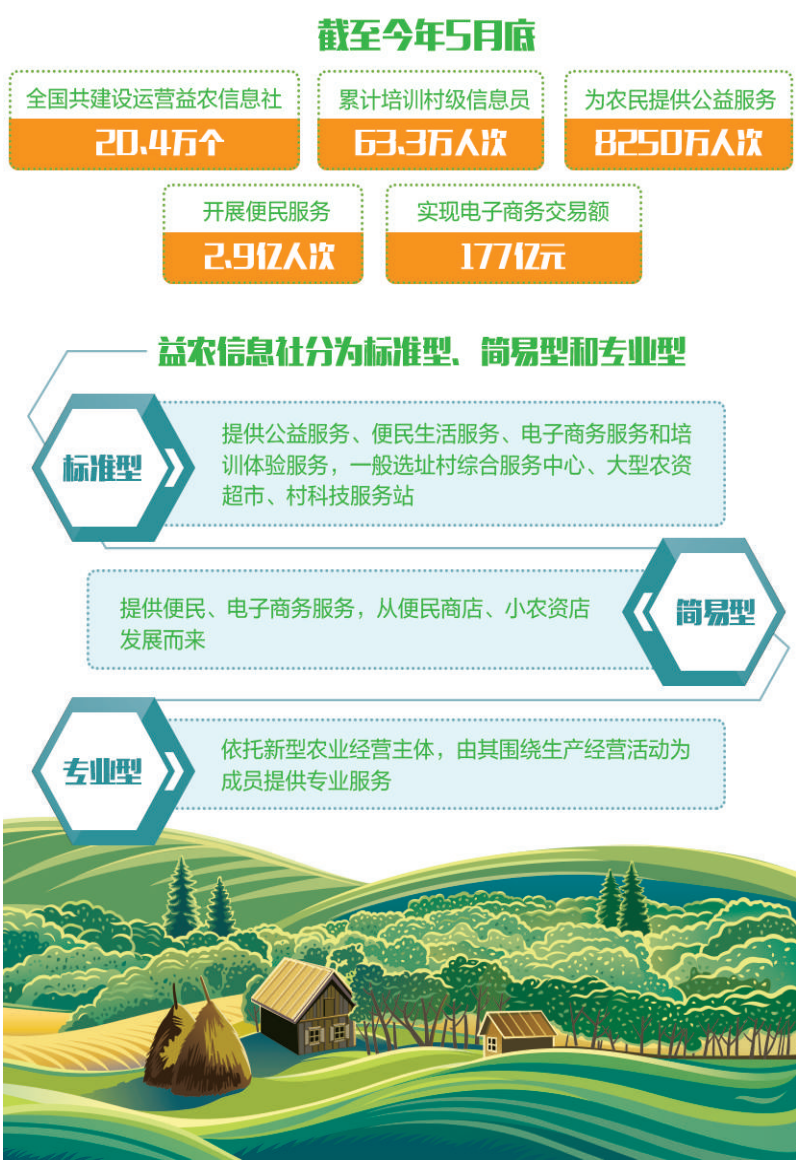 截至今年5月底
全国共建设运营益农信息社
20.4万个
累计培训村级信息员
63.3万人次
为农民提供公益服务
8250万人次
开展便民服务
2.9亿人次
实现电子商务交易额
177亿元
益农信息社分为标准型、简易型和专业型
标准型
提供公益服务、便民生活服务、电子商务服务和培
训体验服务，一般选址村综合服务中心、大型农资
超市、村科技服务站
提供便民、电子商务服务，从便民商店、小农资店
发展而来
简易型
专业型
依托新型农业经营主体，由其围绕生产经营活动为
成员提供专业服务